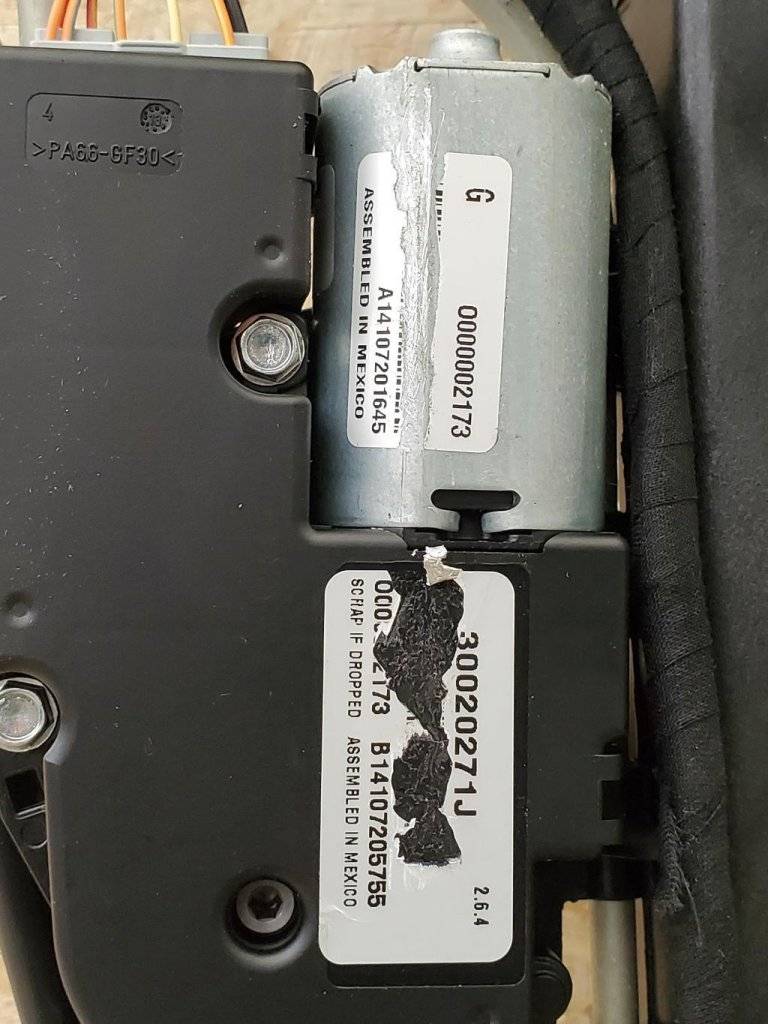 4
>PA66-GF30<
G 0000002173
A14107201645
ASSEMBLED IN MEXICO
30020271J
2.6.4
2173 B14107205755
SCRAP IF DROPPED ASSEMBLED IN MEXICO